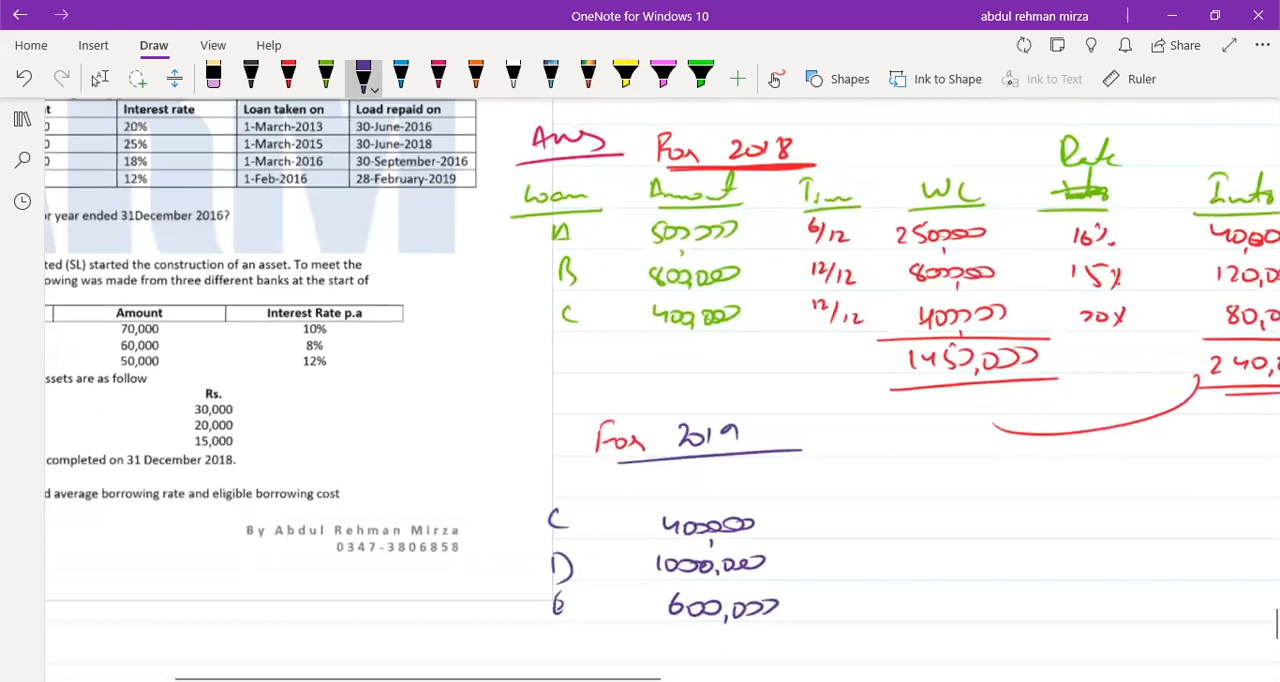 OneNote for Windows 10
abdul rehman mirza
Home Insert Draw View Help
Share
Shapes Ink to Shape Ink to Text Ruler
t Interest rate Loan taken on Load repaid on
0 20% 1-March-2013 30-June-2016
0 25% 1-March-2015 30-June-2018
0 18% 1-March-2016 30-September-2016
12% 1-Feb-2016 28-February-2019
r year ended 31December 2016?
ted (SL) started the construction of an asset. To meet the
owing was made from three different banks at the start of
Amount Interest Rate p.a
70,000 10%
60,000 8%
50,000 12%
ssets are as follow
Rs.
30,000
20,000
15,000
completed on 31 December 2018.
d average borrowing rate and eligible borrowing cost
By Abdul Rehman Mirza
0347-3806858
Ans For 2018
Rate
Loan Amount Time WL
A 500,000 6/12 250,000 16% 40,00
B 800,000 12/12 800,000 15% 120,0
C 400,000 12/12 400,000 20% 80,0
1450,000 240,
For 2019
C 400,000
D 1000,000
E 600,000